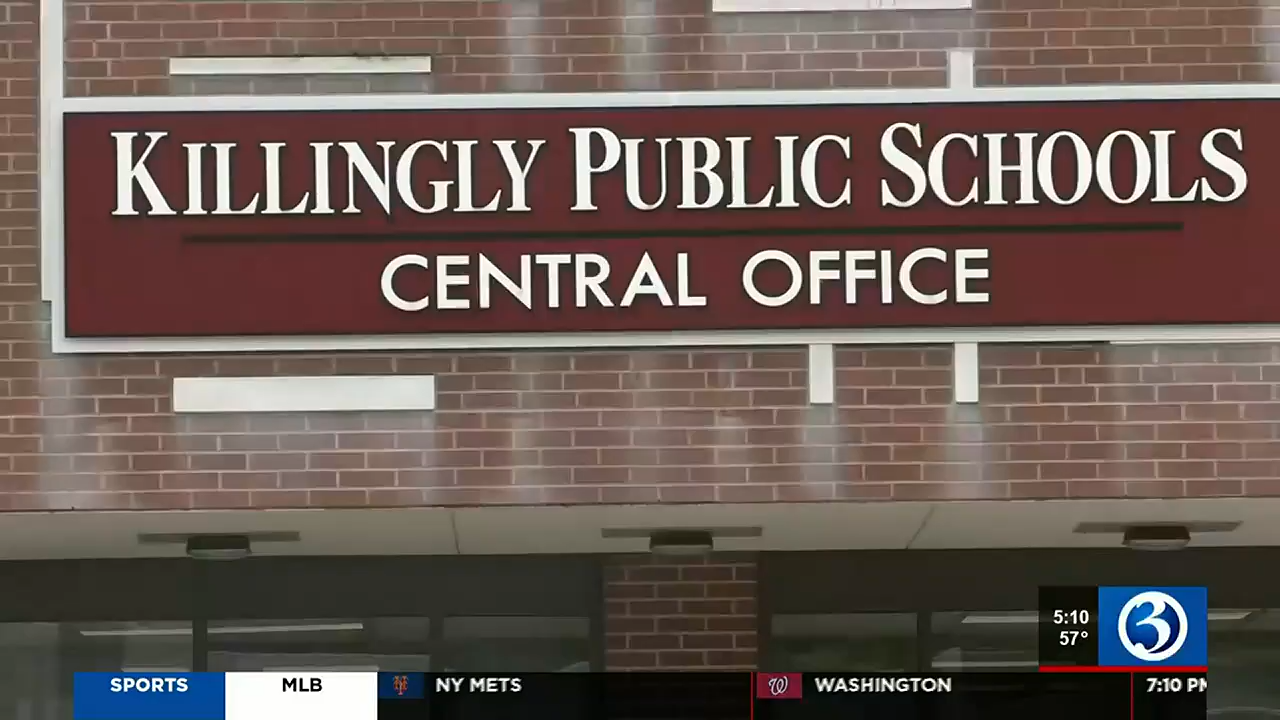 KILLINGLY PUBLIC SCHOOLS
CENTRAL OFFICE
5:10
57°
3
SPORTS
MLB
NY METS
W
WASHINGTON
7:10 PM